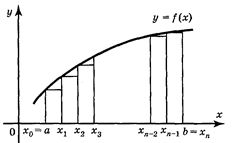 y
y = f(x)
x
0 x₀ = a x₁ x₂ x₃ xₙ₋₂ xₙ₋₁ b = xₙ